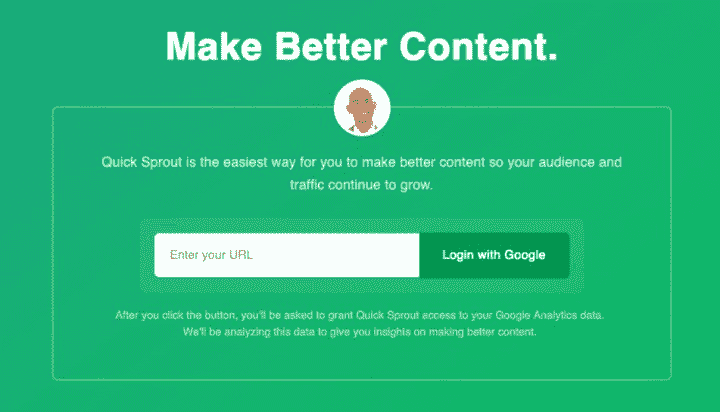 Make Better Content.
Quick Sprout is the easiest way for you to make better content so your audience and
traffic continue to grow.
Enter your URL
Login with Google
After you click the button, you'll be asked to grant Quick Sprout access to your Google Analytics data.
We'll be analyzing this data to give you insights on making better content.